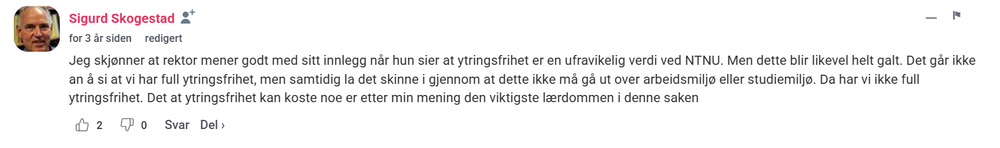 Sigurd Skogestad
for 3 år siden redigert
Jeg skjønner at rektor mener godt med sitt innlegg når hun sier at ytringsfrihet er en ufravikelig verdi ved NTNU. Men dette blir likevel helt galt. Det går ikke
an å si at vi har full ytringsfrihet, men samtidig la det skinne i gjennom at dette ikke må gå ut over arbeidsmiljø eller studiemiljø. Da har vi ikke full
ytringsfrihet. Det at ytringsfrihet kan koste noe er etter min mening den viktigste lærdommen i denne saken
2 0 Svar Del ›